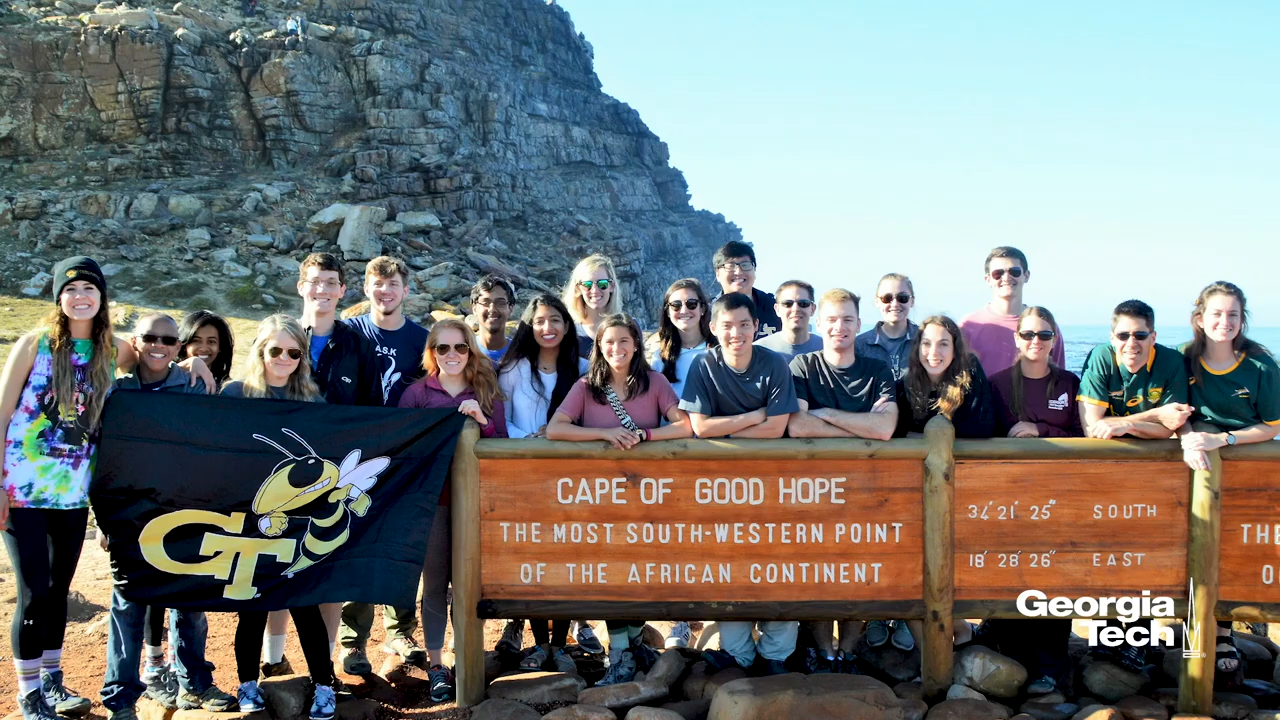 A.S.K
GT
CAPE OF GOOD HOPE
THE MOST SOUTH-WESTERN POINT
OF THE AFRICAN CONTINENT
34° 21' 25" SOUTH
18° 28' 26" EAST
THE
O
Georgia
Tech